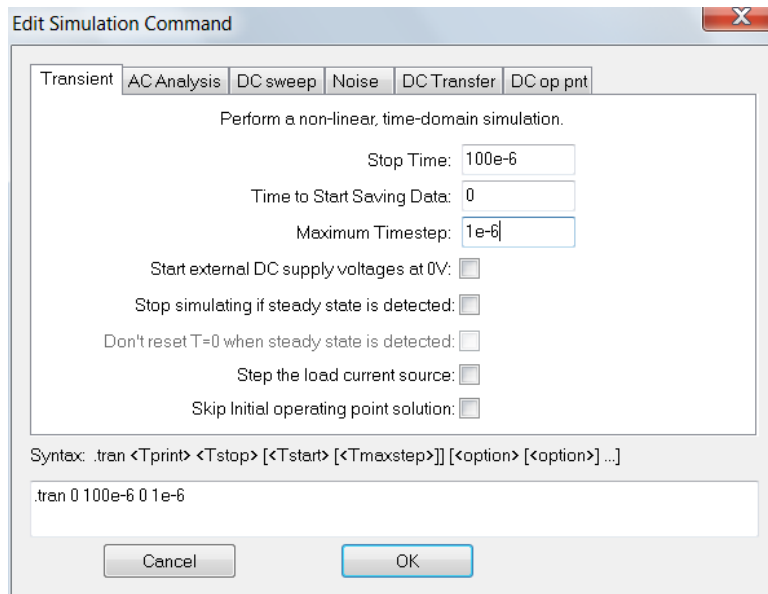 Edit Simulation Command
X
Transient AC Analysis DC sweep Noise DC Transfer DC op pnt
Perform a non-linear, time-domain simulation.
Stop Time: 100e-6
Time to Start Saving Data: 0
Maximum Timestep: 1e-6
Start external DC supply voltages at 0V:
Stop simulating if steady state is detected:
Don't reset T=0 when steady state is detected:
Step the load current source:
Skip Initial operating point solution:
Syntax: .tran <Tprint> <Tstop> [<Tstart> [<Tmaxstep>]] [<option> [<option>] ...]
.tran 0 100e-6 0 1e-6
Cancel OK